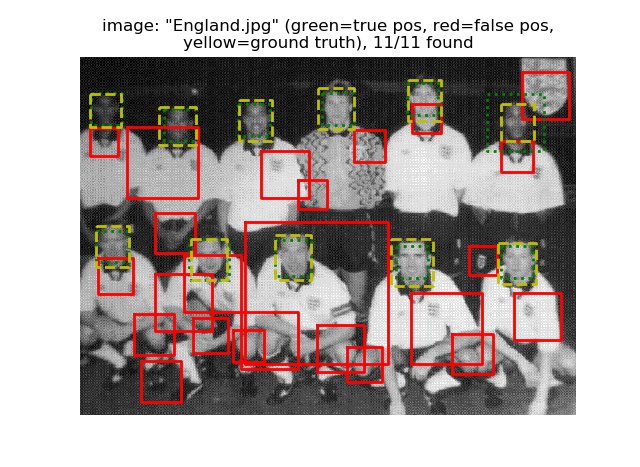 image: "England.jpg" (green=true pos, red=false pos,
yellow=ground truth), 11/11 found